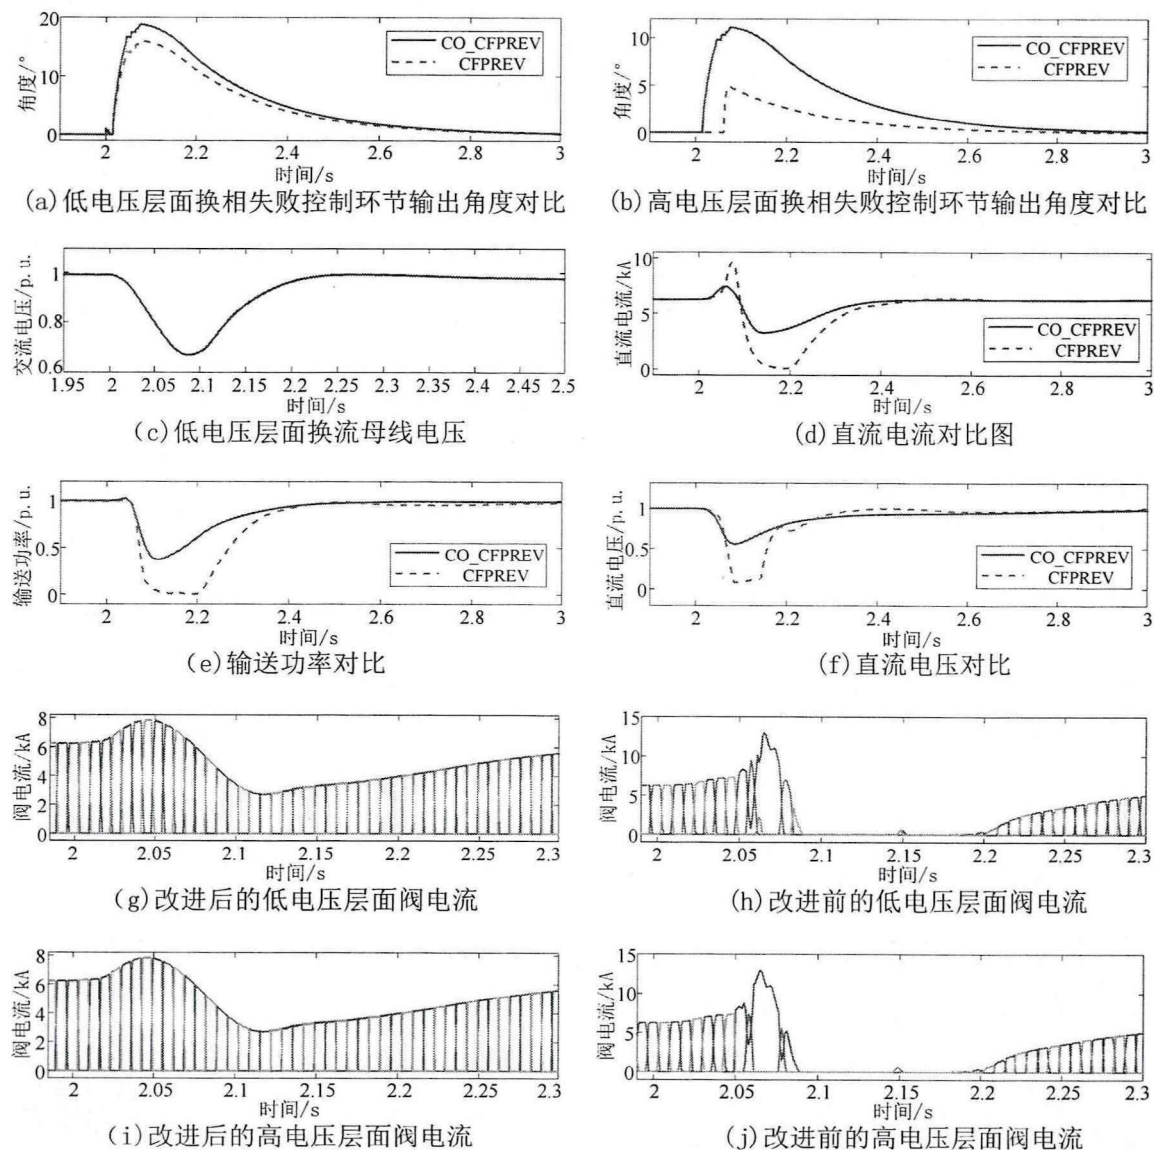 20
10
0
角度/°
CO_CFPREV
CFPREV
2 2.2 2.4 2.6 2.8 3
时间/s
(a)低电压层面换相失败控制环节输出角度对比
10
5
0
角度/°
CO_CFPREV
CFPREV
2 2.2 2.4 2.6 2.8 3
时间/s
(b)高电压层面换相失败控制环节输出角度对比
1
0.8
0.6
交流电压/p.u.
1.95 2 2.05 2.1 2.15 2.2 2.25 2.3 2.35 2.4 2.45 2.5
时间/s
(c)低电压层面换流母线电压
10
5
0
直流电流/kA
CO_CFPREV
CFPREV
2 2.2 2.4 2.6 2.8 3
时间/s
(d)直流电流对比图
1
0.5
0
输送功率/p.u.
CO_CFPREV
CFPREV
2 2.2 2.4 2.6 2.8 3
时间/s
(e)输送功率对比
1
0.5
0
直流电压/p.u.
CO_CFPREV
CFPREV
2 2.2 2.4 2.6 2.8 3
时间/s
(f)直流电压对比
8
6
4
2
0
阀电流/kA
2 2.05 2.1 2.15 2.2 2.25 2.3
时间/s
(g)改进后的低电压层面阀电流
15
10
5
0
阀电流/kA
2 2.05 2.1 2.15 2.2 2.25 2.3
时间/s
(h)改进前的低电压层面阀电流
8
6
4
2
0
阀电流/kA
2 2.05 2.1 2.15 2.2 2.25 2.3
时间/s
(i)改进后的高电压层面阀电流
15
10
5
0
阀电流/kA
2 2.05 2.1 2.15 2.2 2.25 2.3
时间/s
(j)改进前的高电压层面阀电流